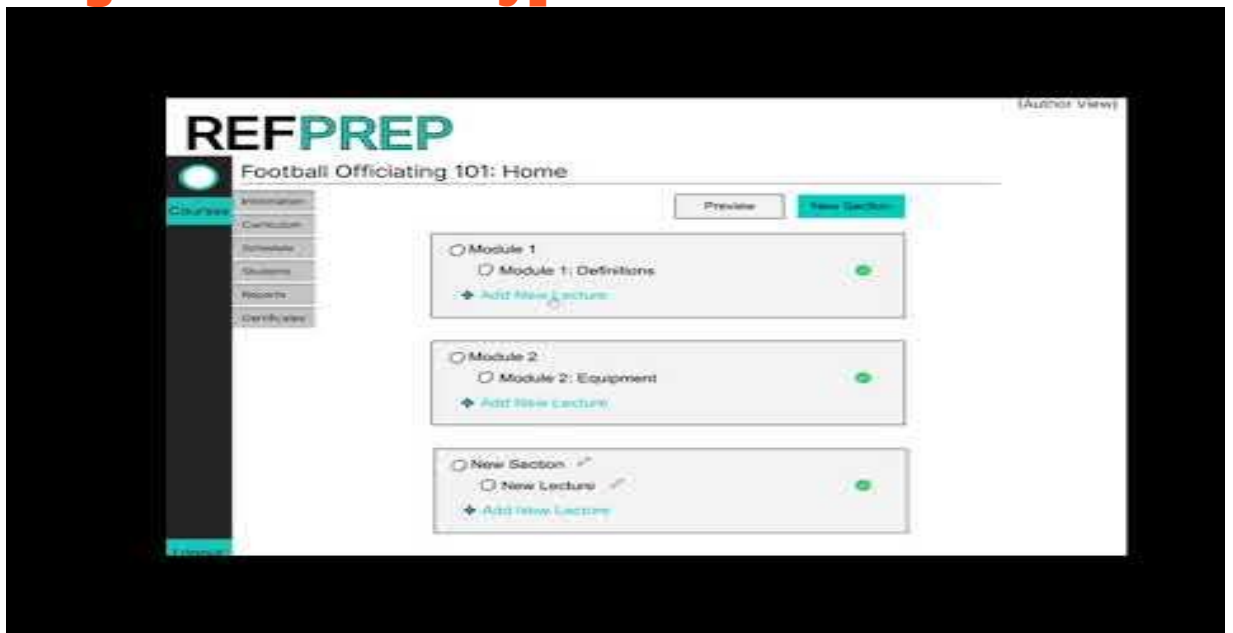 (Author View)
REFPREP
Football Officiating 101: Home
Courses
Information
Curriculum
Schedule
Students
Reports
Certificates
Preview
New Section
Module 1
Module 1: Definitions
Add New Lecture
Module 2
Module 2: Equipment
Add New Lecture
New Section
New Lecture
Add New Lecture
Logout